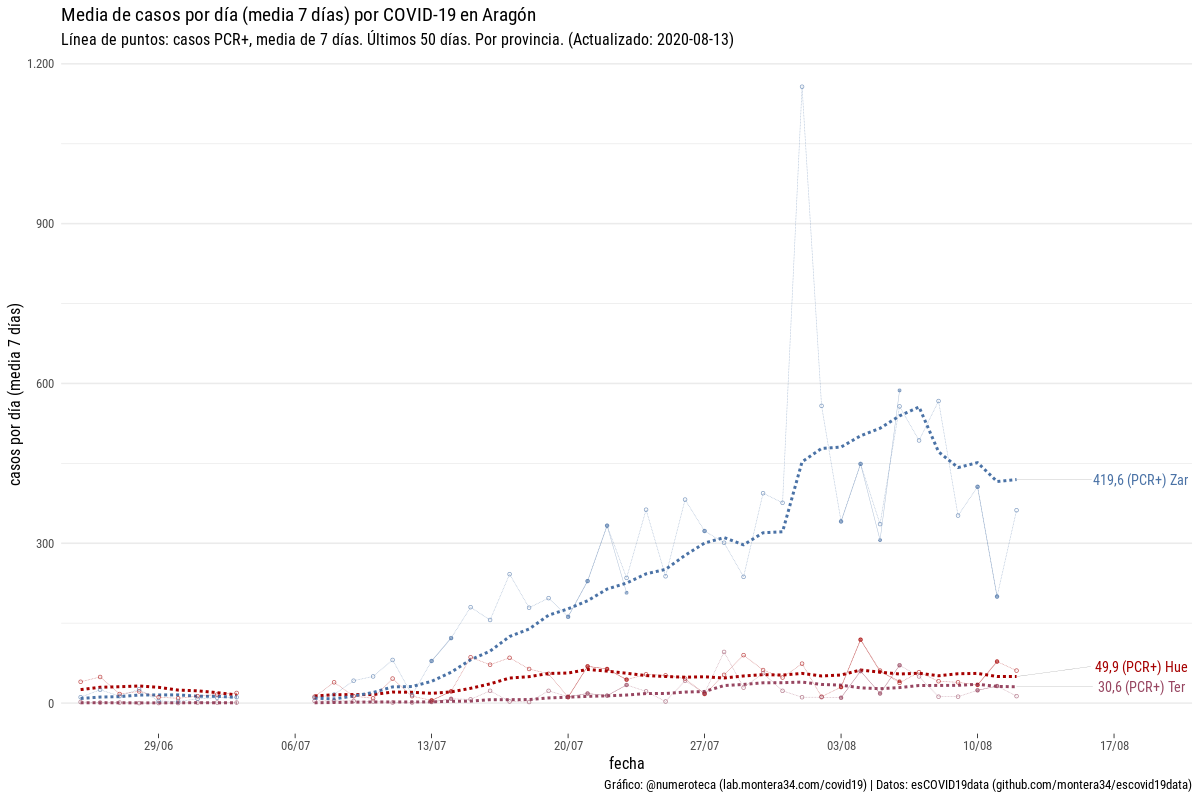 Media de casos por día (media 7 días) por COVID-19 en Aragón
Línea de puntos: casos PCR+, media de 7 días. Últimos 50 días. Por provincia. (Actualizado: 2020-08-13)
casos por día (media 7 días)
1.200
900
600
300
0
419,6 (PCR+) Zar
49,9 (PCR+) Hue
30,6 (PCR+) Ter
29/06
06/07
13/07
20/07
27/07
03/08
10/08
17/08
fecha
Gráfico: @numeroteca (lab.montera34.com/covid19) | Datos: esCOVID19data (github.com/montera34/escovid19data)